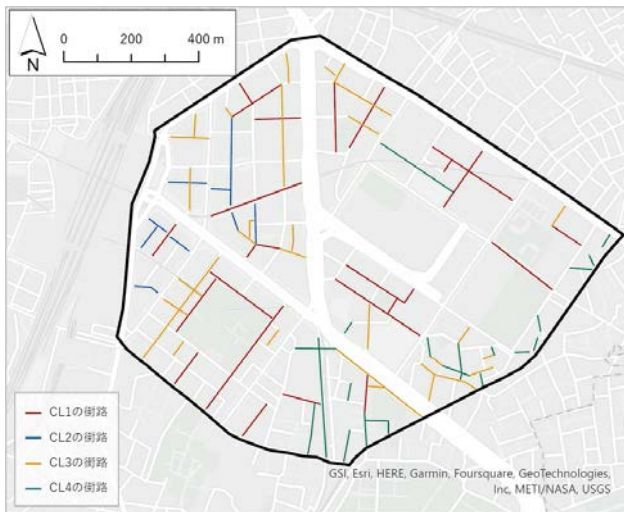 0 200 400 m
N
CL1の街路
CL2の街路
CL3の街路
CL4の街路
GSI, Esri, HERE, Garmin, Foursquare, GeoTechnologies,
Inc, METI/NASA, USGS